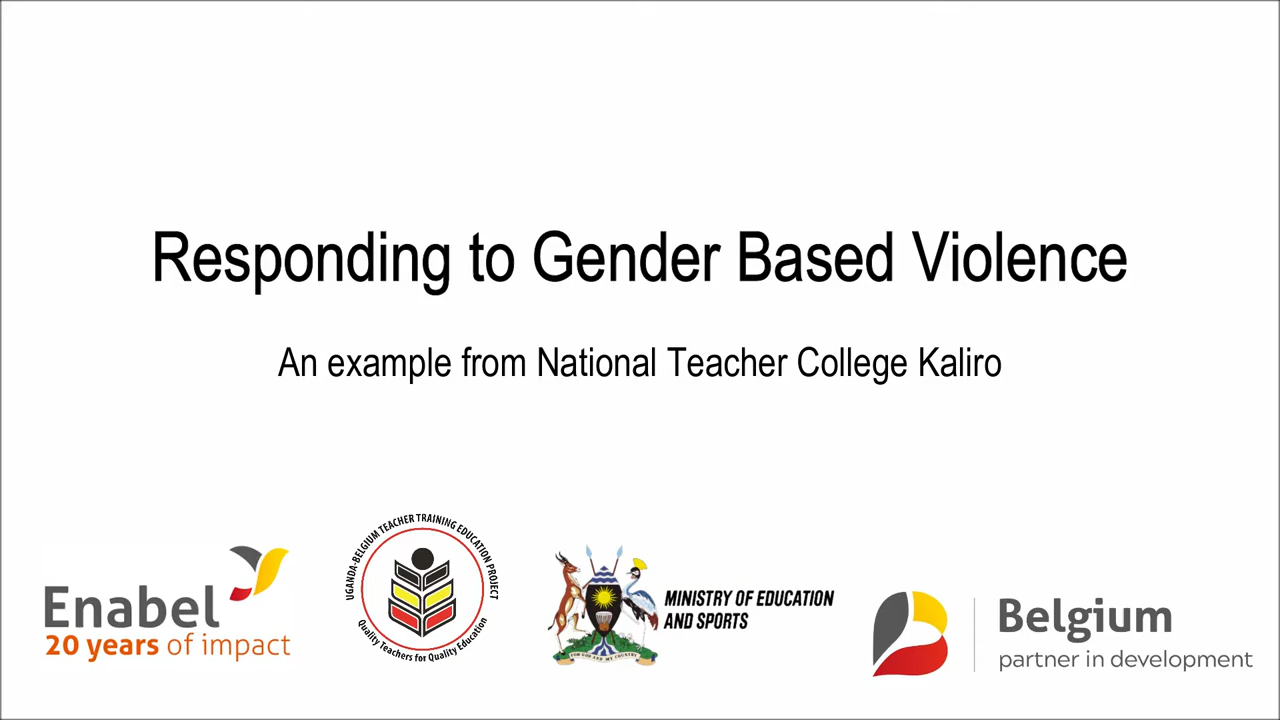 Responding to Gender Based Violence
An example from National Teacher College Kaliro
Enabel
20 years of impact
UGANDA-BELGIUM TEACHER TRAINING EDUCATION PROJECT
Quality Teachers for Quality Education
FOR GOD AND MY COUNTRY
MINISTRY OF EDUCATION
AND SPORTS
Belgium
partner in development